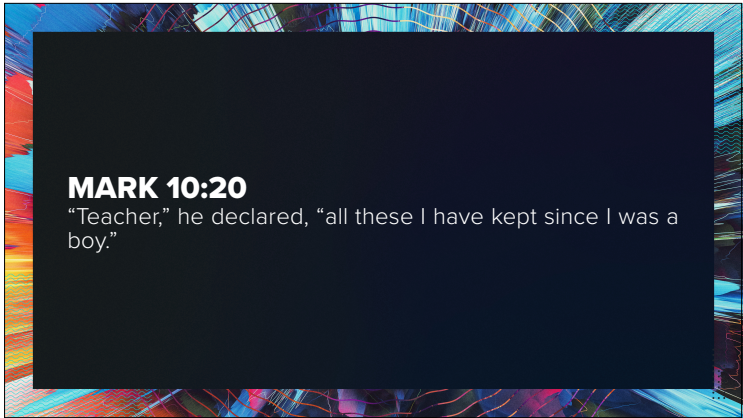 MARK 10:20
“Teacher,” he declared, “all these I have kept since I was a
boy.”